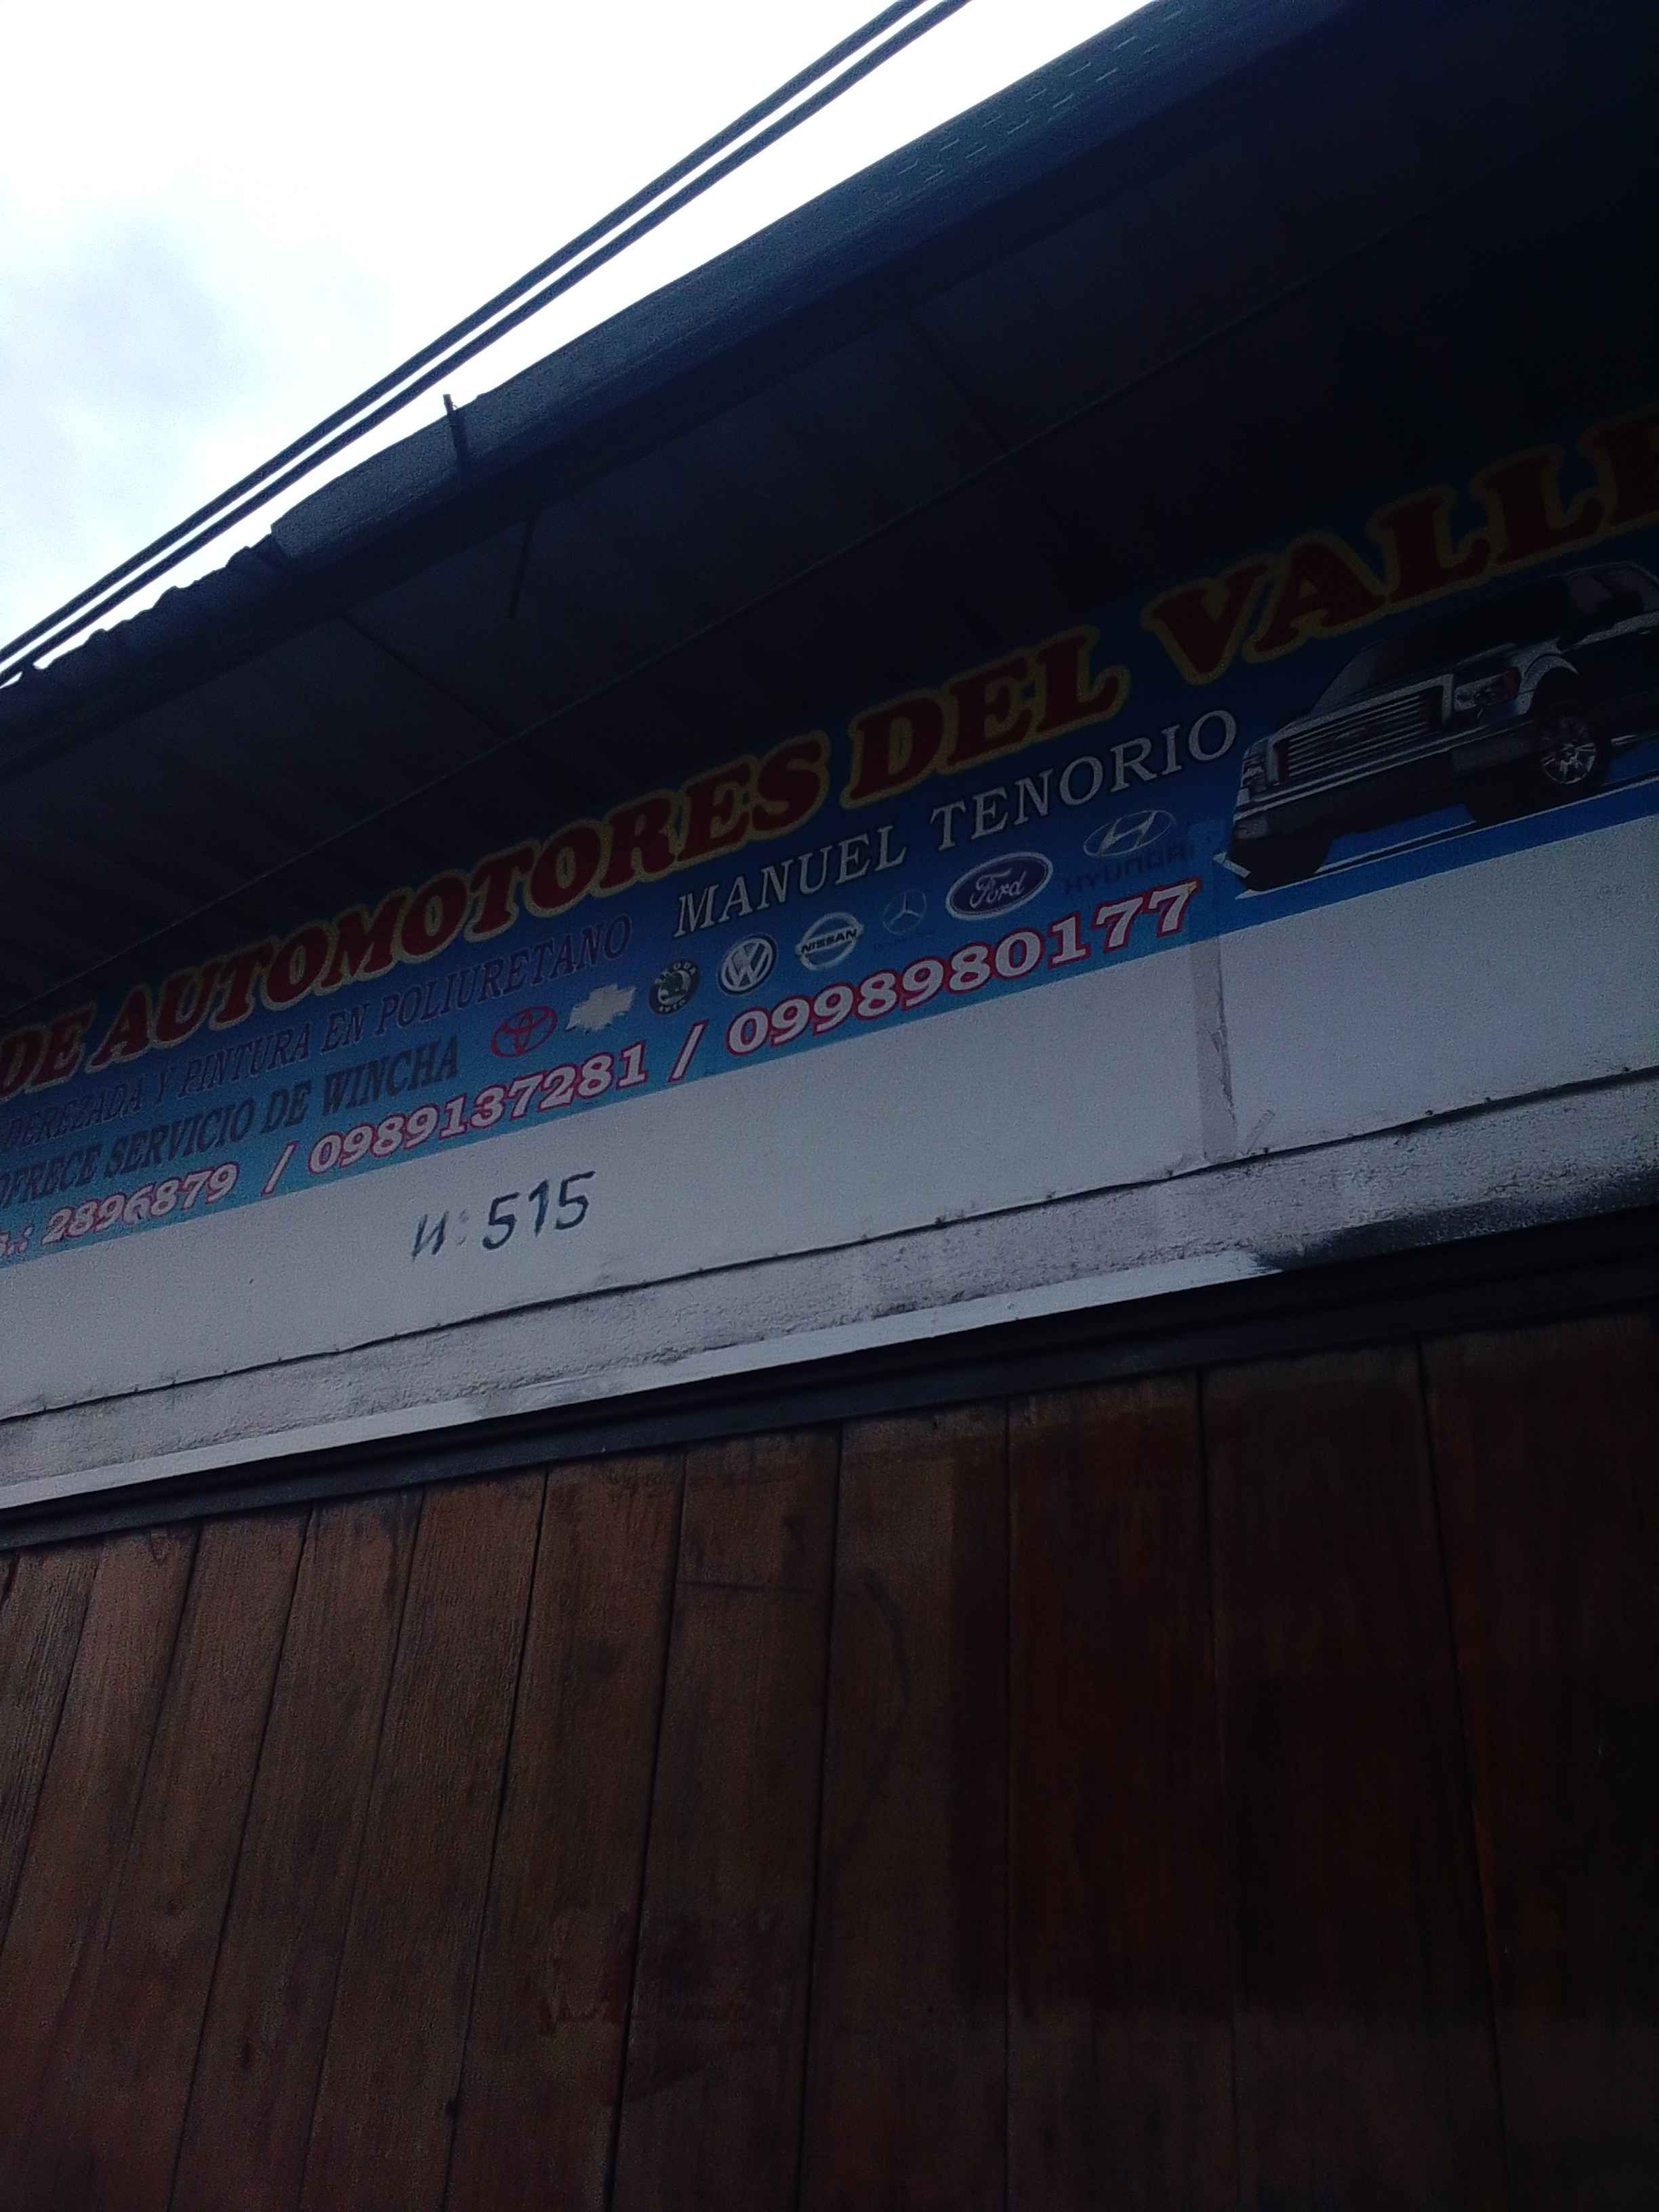 DE AUTOMOTORES DEL VALLE
MANUEL TENORIO
Y PINTURA EN POLIURETANO
OFRECE SERVICIO DE WINCHA
NISSAN
Ford
HYUNDAI
2896879 / 0989137281 / 0998980177
N: 515